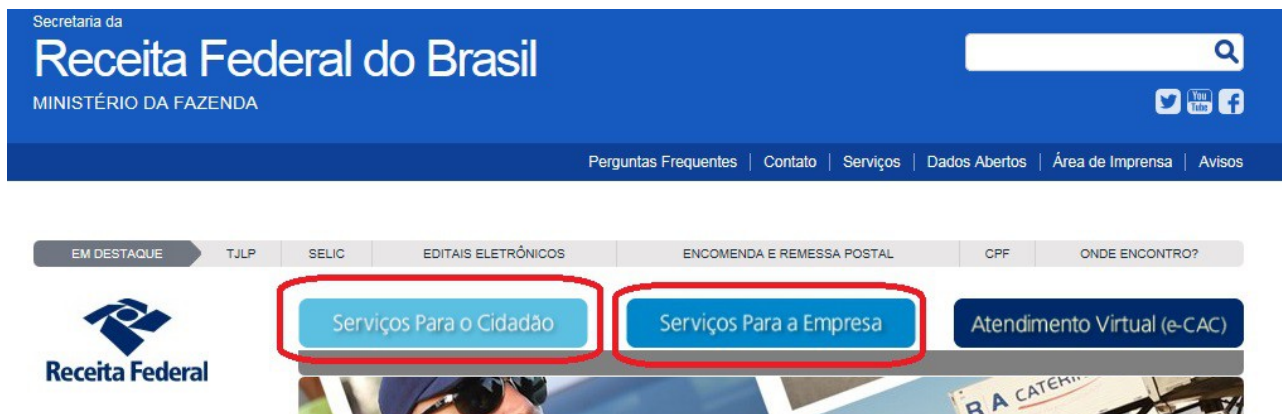 Secretaria da
Receita Federal do Brasil
MINISTÉRIO DA FAZENDA
You
Tube
Perguntas Frequentes | Contato | Serviços | Dados Abertos | Área de Imprensa | Avisos
EM DESTAQUE TJLP SELIC EDITAIS ELETRÔNICOS ENCOMENDA E REMESSA POSTAL CPF ONDE ENCONTRO?
Serviços Para o Cidadão Serviços Para a Empresa Atendimento Virtual (e-CAC)
Receita Federal